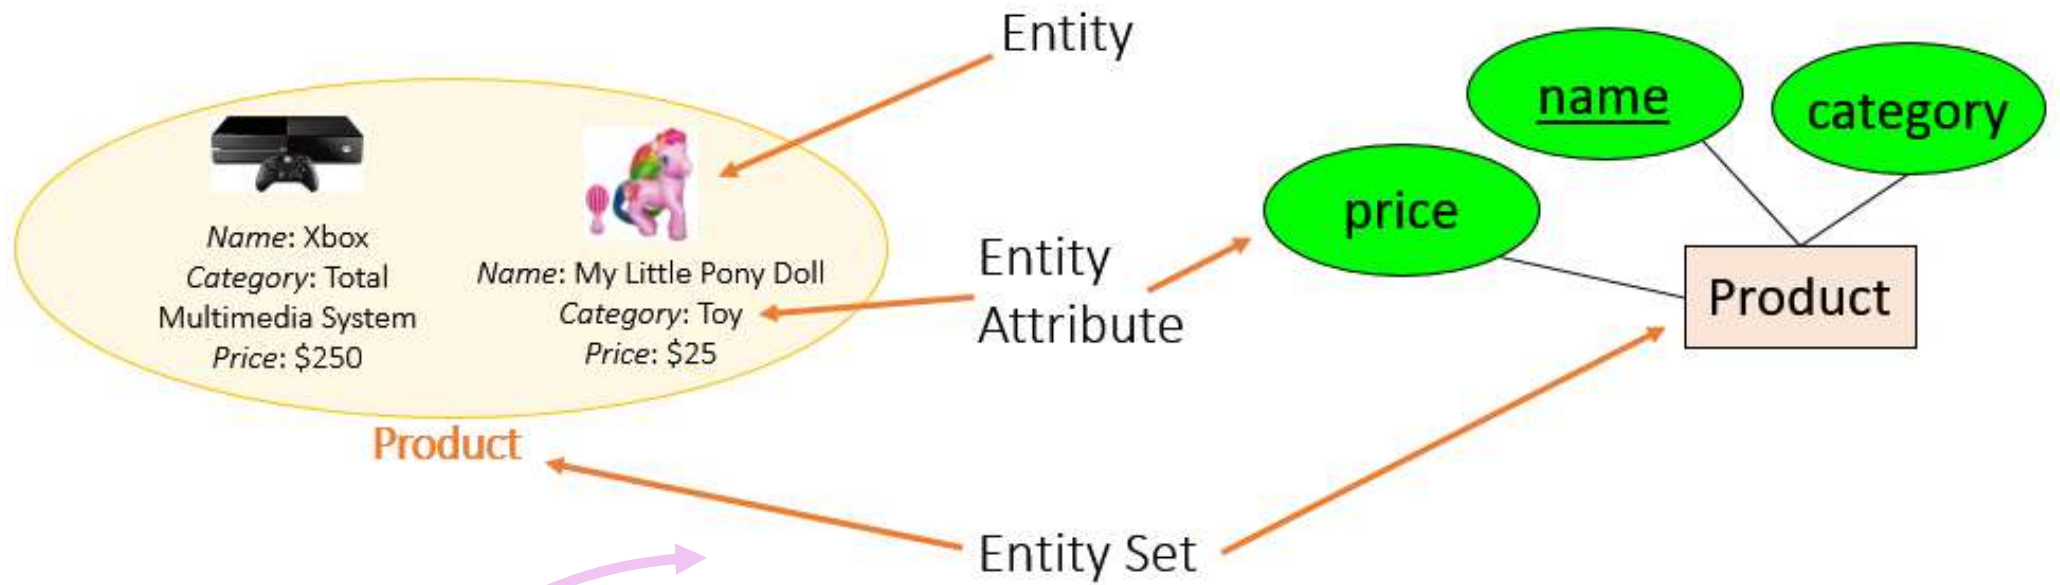 Entity
name
category
price
Name: Xbox
Category: Total
Multimedia System
Price: $250
Name: My Little Pony Doll
Category: Toy
Price: $25
Entity
Attribute
Product
Product
Entity Set